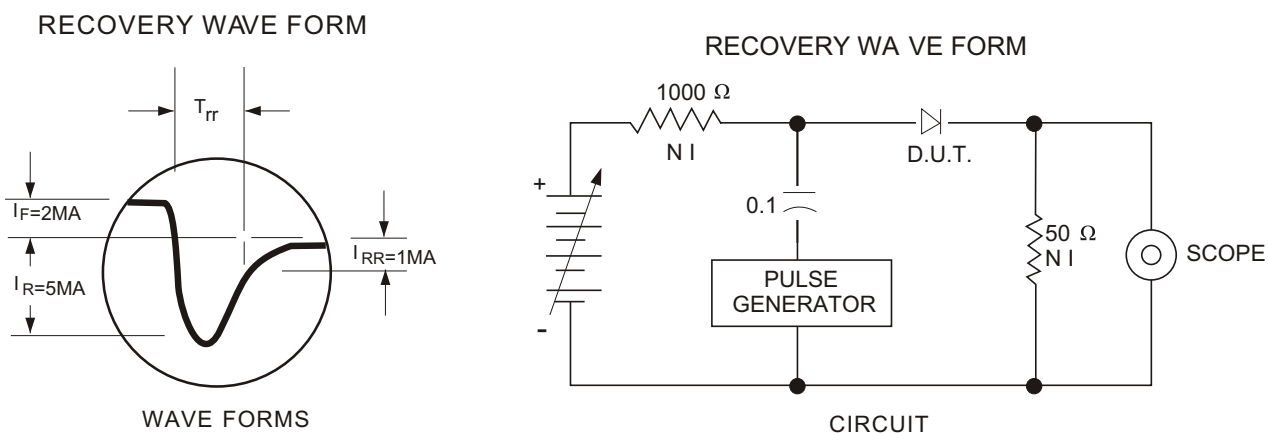 RECOVERY WAVE FORM
Trr
IF=2MA
IR=5MA
IRR=1MA
WAVE FORMS
RECOVERY WA VE FORM
1000 Ω
N I
D.U.T.
+
0.1
50 Ω
N I
SCOPE
PULSE
GENERATOR
-
CIRCUIT